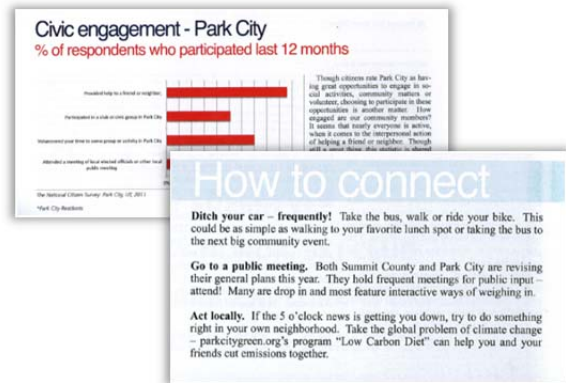 Civic engagement - Park City
% of respondents who participated last 12 months
Provided help to a friend or neighbor,
Participated in a club or civic group in Park City
Volunteered your time to some group or activity in Park City
Attended a meeting of local elected officials or other local
public meeting
The National Citizen Survey: Park City, UT, 2011
*Park City Residents
Though citizens rate Park City as hav-
ing great opportunities to engage in so-
cial activities, community matters or
volunteer, choosing to participate in these
opportunities is another matter. How
engaged are our community members?
It seems that nearly everyone is active,
when it comes to the interpersonal action
of helping a friend or neighbor. Though
How to connect
Ditch your car – frequently! Take the bus, walk or ride your bike. This
could be as simple as walking to your favorite lunch spot or taking the bus to
the next big community event.
Go to a public meeting. Both Summit County and Park City are revising
their general plans this year. They hold frequent meetings for public input –
attend! Many are drop in and most feature interactive ways of weighing in.
Act locally. If the 5 o'clock news is getting you down, try to do something
right in your own neighborhood. Take the global problem of climate change
– parkcitygreen.org's program "Low Carbon Diet" can help you and your
friends cut emissions together.